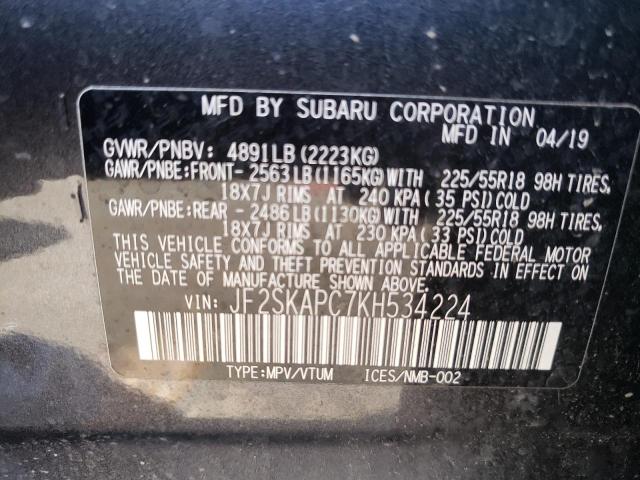 MFD BY SUBARU CORPORATION
MFD IN 04/19
GVWR/PNBV: 4891LB(2223KG)
GAWR/PNBE:FRONT- 2563LB(1165KG)WITH 225/55R18 98H TIRES,
18X7J RIMS AT 240 KPA( 35 PSI)COLD
GAWR/PNBE:REAR - 2486LB(1130KG)WITH 225/55R18 98H TIRES,
18X7J RIMS AT 230 KPA( 33 PSI)COLD
THIS VEHICLE CONFORMS TO ALL APPLICABLE FEDERAL MOTOR
VEHICLE SAFETY AND THEFT PREVENTION STANDARDS IN EFFECT ON
THE DATE OF MANUFACTURE SHOWN ABOVE.
VIN: JF2SKAPC7KH534224
TYPE:MPV/VTUM ICES/NMB-002